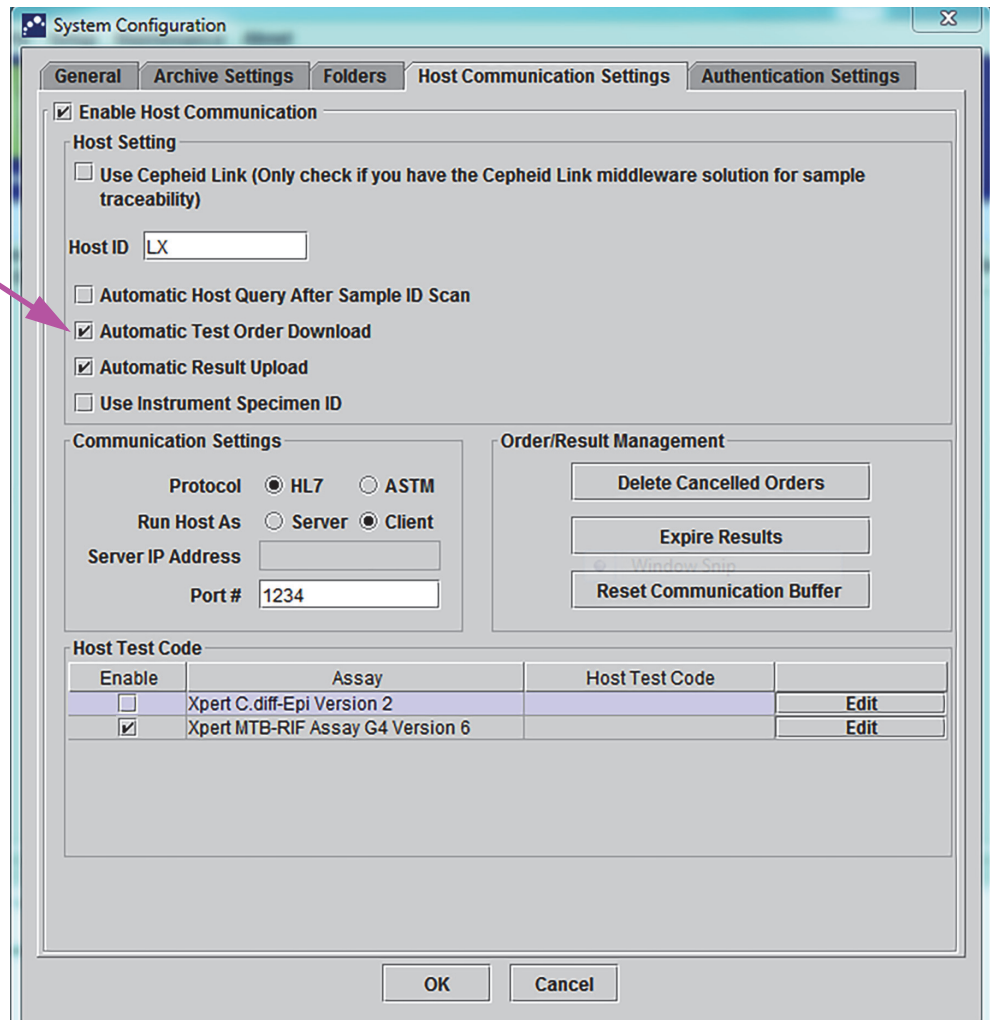 System Configuration
General Archive Settings Folders Host Communication Settings Authentication Settings
Enable Host Communication
Host Setting
Use Cepheid Link (Only check if you have the Cepheid Link middleware solution for sample
traceability)
Host ID LX
Automatic Host Query After Sample ID Scan
Automatic Test Order Download
Automatic Result Upload
Use Instrument Specimen ID
Communication Settings
Protocol HL7 ASTM
Run Host As Server Client
Server IP Address
Port # 1234
Order/Result Management
Delete Cancelled Orders
Expire Results
Window Snip
Reset Communication Buffer
Host Test Code
Enable Assay Host Test Code
Xpert C.diff-Epi Version 2 Edit
Xpert MTB-RIF Assay G4 Version 6 Edit
OK Cancel